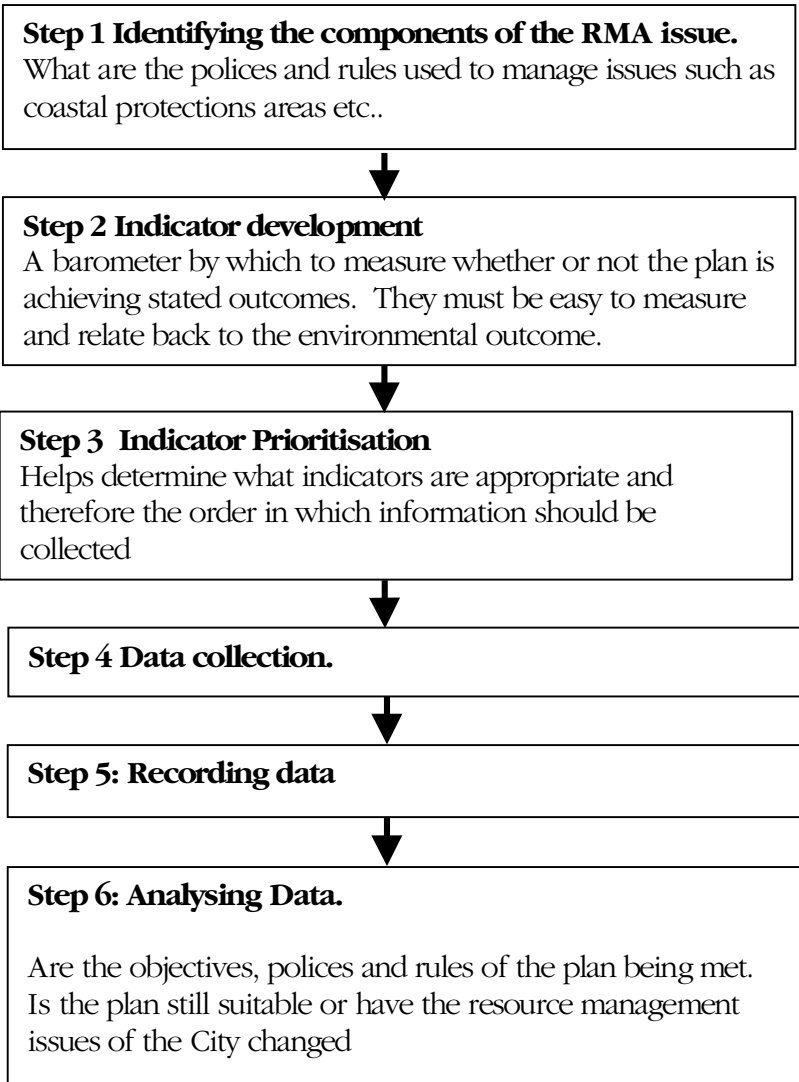 Step 1 Identifying the components of the RMA issue.
What are the polices and rules used to manage issues such as
coastal protections areas etc..
Step 2 Indicator development
A barometer by which to measure whether or not the plan is
achieving stated outcomes. They must be easy to measure
and relate back to the environmental outcome.
Step 3 Indicator Prioritisation
Helps determine what indicators are appropriate and
therefore the order in which information should be
collected
Step 4 Data collection.
Step 5: Recording data
Step 6: Analysing Data.
Are the objectives, polices and rules of the plan being met.
Is the plan still suitable or have the resource management
issues of the City changed